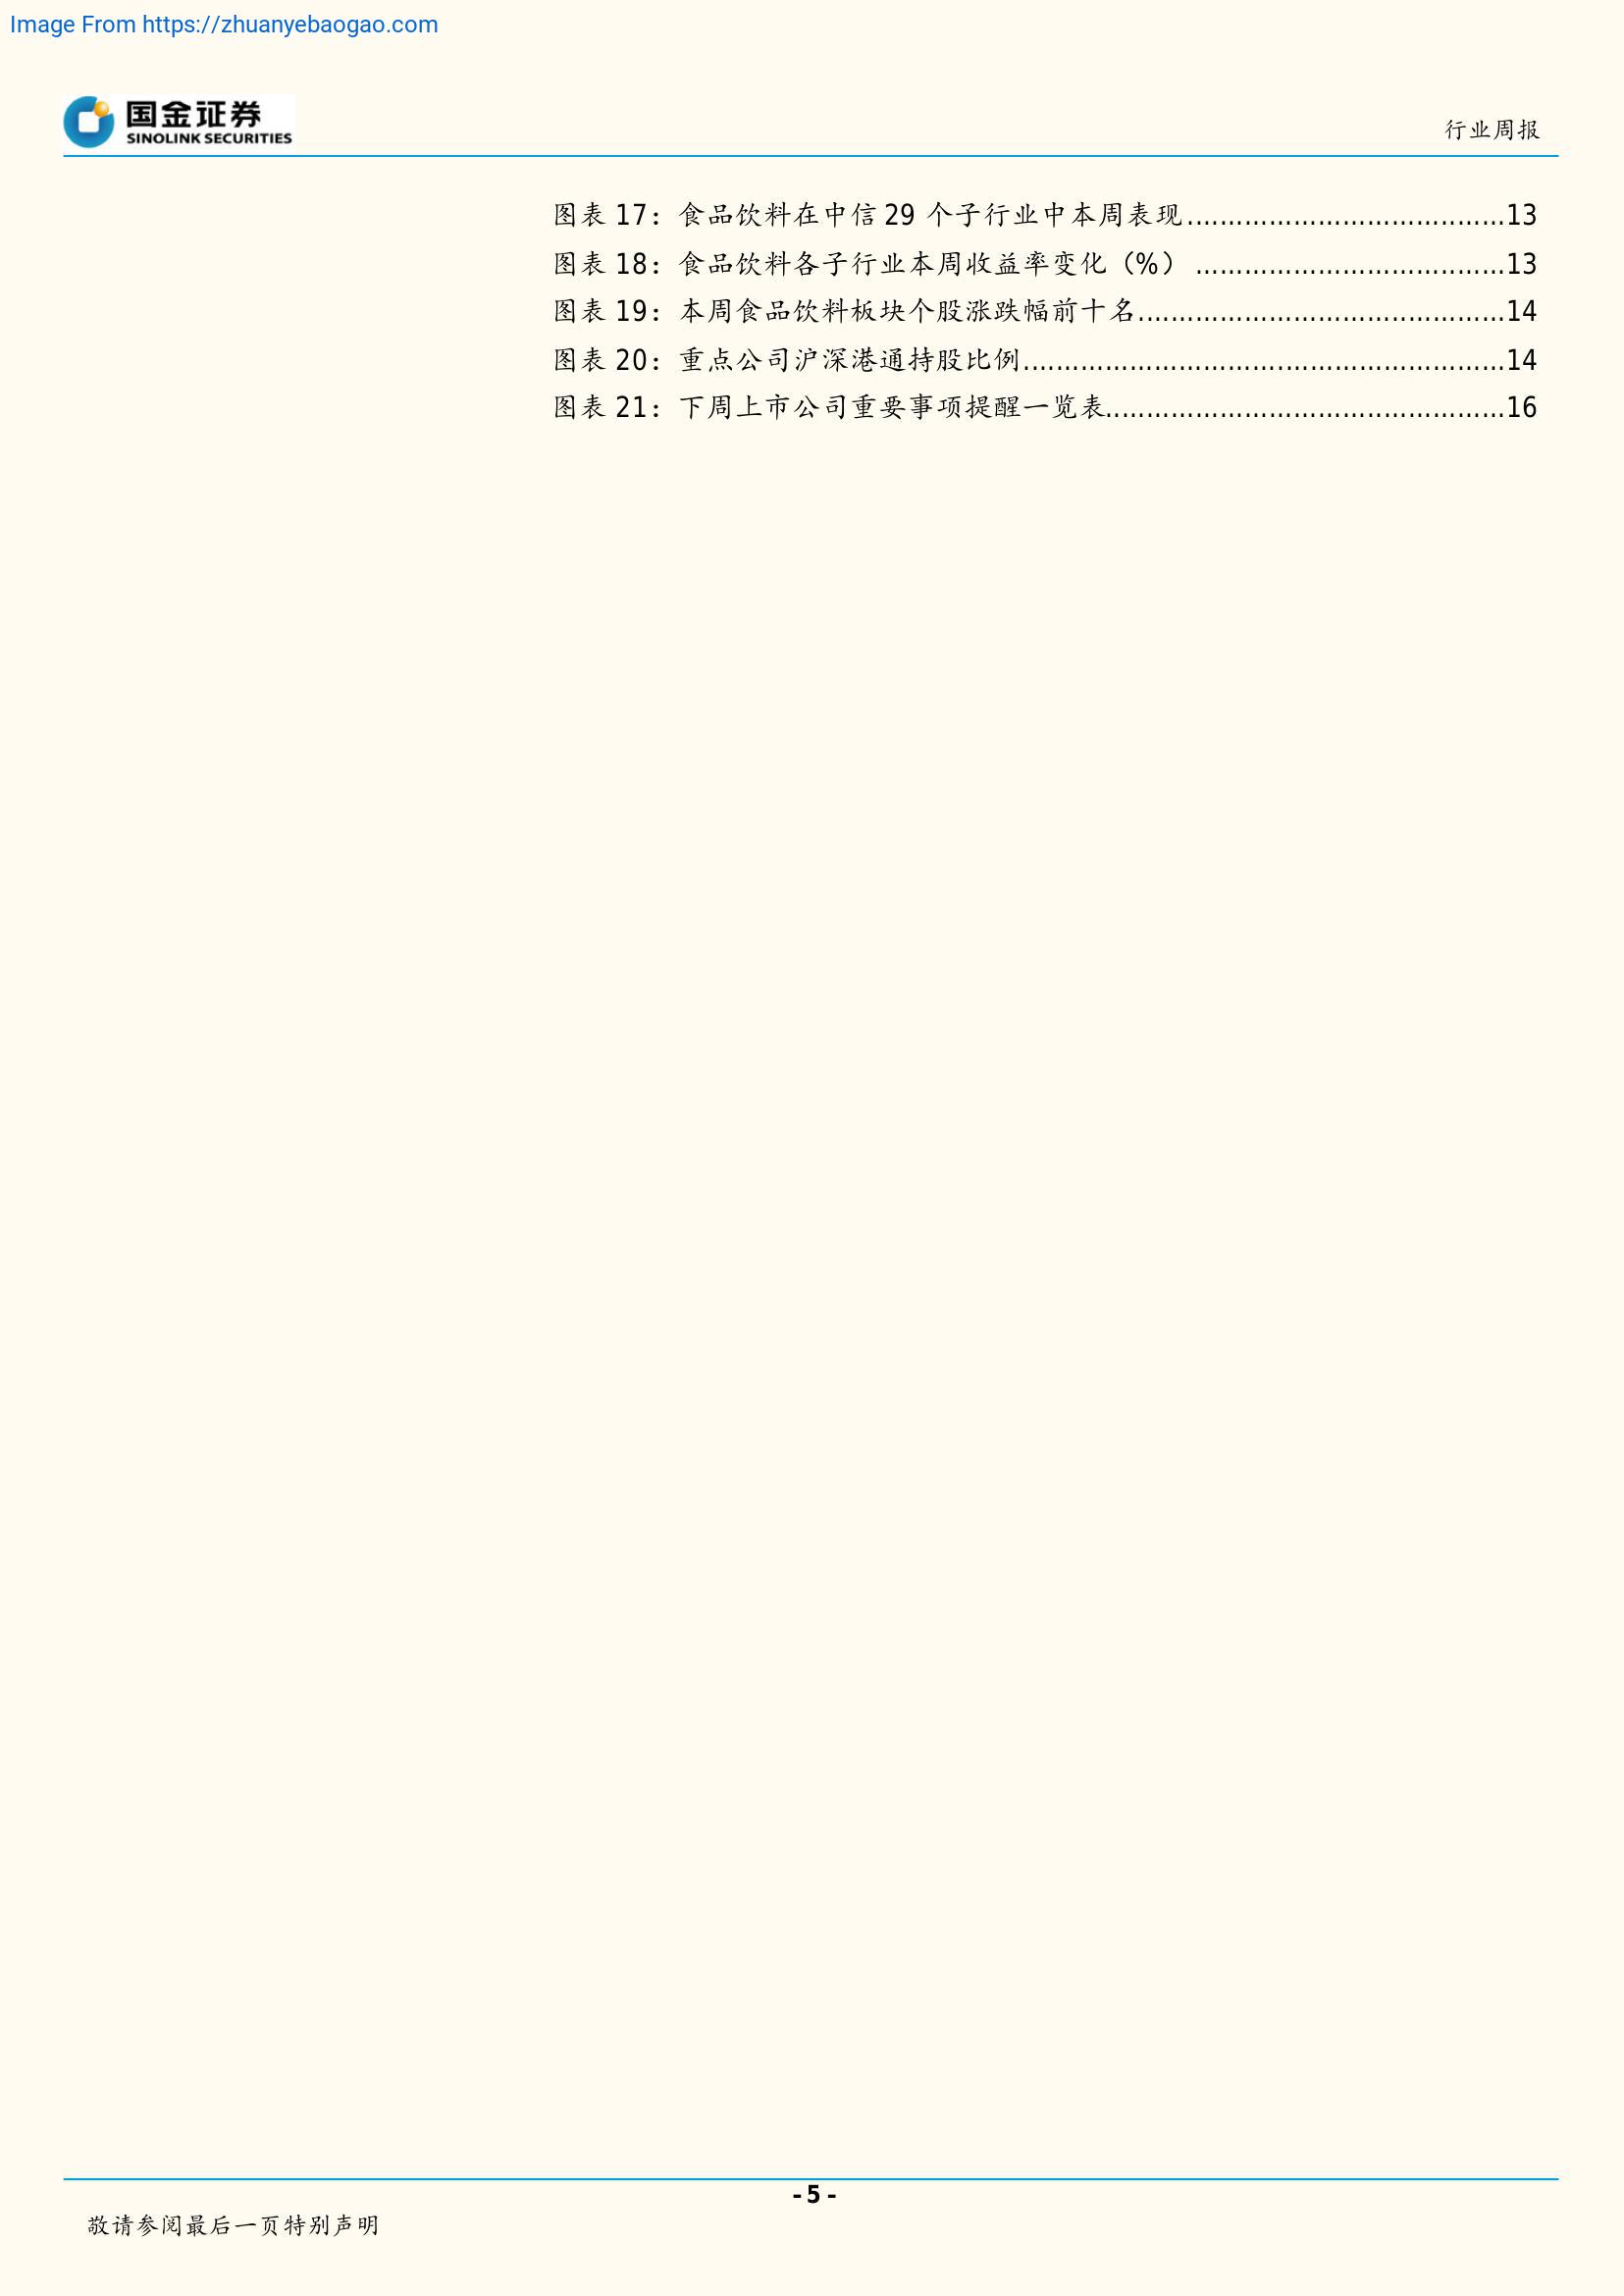 Image From https://zhuanyebaogao.com
国金证券
SINOLINK SECURITIES
行业周报
图表 17：食品饮料在中信 29 个子行业中本周表现.......................................13
图表 18：食品饮料各子行业本周收益率变化（%） ......................................13
图表 19：本周食品饮料板块个股涨跌幅前十名.............................................14
图表 20：重点公司沪深港通持股比例...........................................................14
图表 21：下周上市公司重要事项提醒一览表................................................16
- 5 -
敬请参阅最后一页特别声明